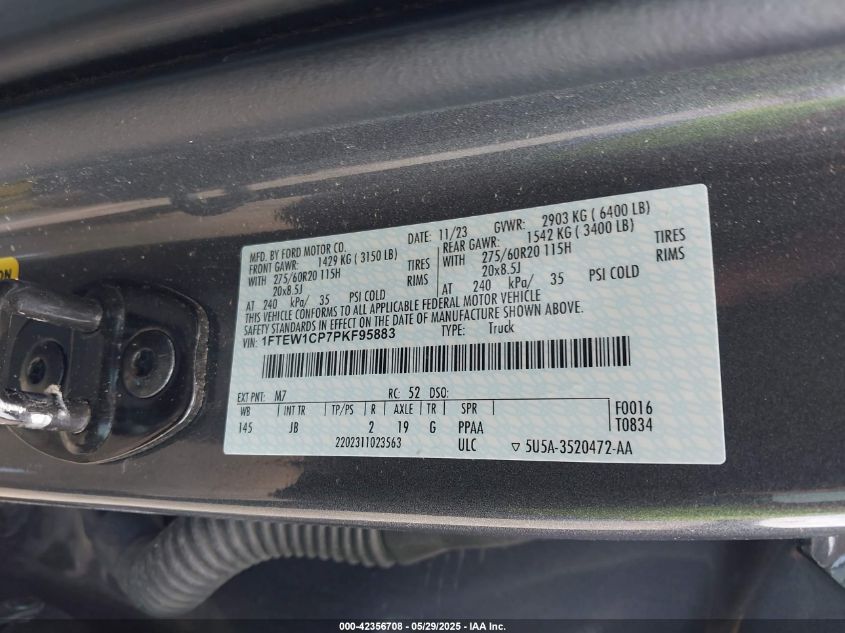 ON
MFD. BY FORD MOTOR CO. DATE: 11/23 GVWR: 2903 KG ( 6400 LB)
FRONT GAWR: 1429 KG ( 3150 LB) REAR GAWR: 1542 KG ( 3400 LB)
WITH 275/60R20 115H TIRES WITH 275/60R20 115H TIRES
20x8.5J RIMS 20x8.5J RIMS
AT 240 kPa/ 35 PSI COLD AT 240 kPa/ 35 PSI COLD
THIS VEHICLE CONFORMS TO ALL APPLICABLE FEDERAL MOTOR VEHICLE
SAFETY STANDARDS IN EFFECT ON THE DATE OF MANUFACTURE SHOWN ABOVE.
VIN: 1FTEW1CP7PKF95883 TYPE: Truck
EXT PNT: M7 RC: 52 DSO:
WB INT TR TP/PS R AXLE TR SPR F0016
145 JB 2 19 G PPAA T0834
2202311023563 ULC ▽ 5U5A-3520472-AA
000-42356708 - 05/29/2025 - IAA Inc.